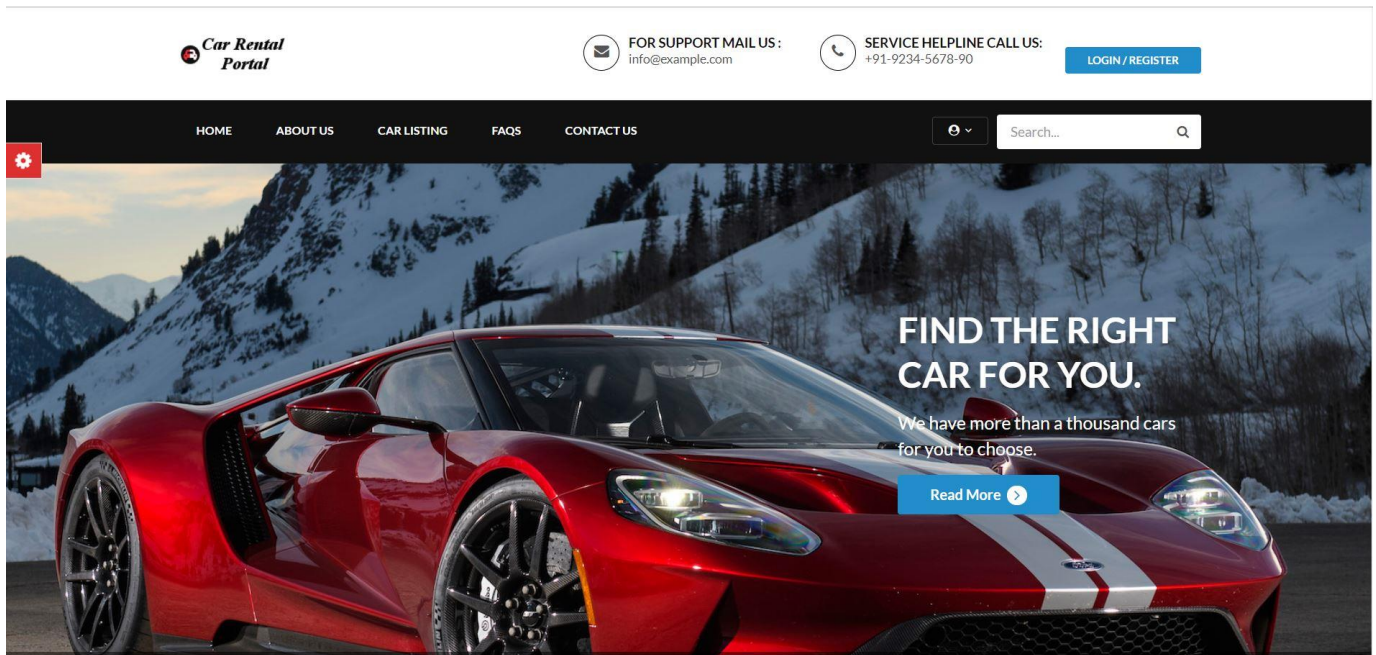 Car Rental
Portal
FOR SUPPORT MAIL US :
info@example.com
SERVICE HELPLINE CALL US:
+91-9234-5678-90
LOGIN / REGISTER
HOME
ABOUT US
CAR LISTING
FAQS
CONTACT US
Search...
FIND THE RIGHT
CAR FOR YOU.
We have more than a thousand cars
for you to choose.
Read More
Ford